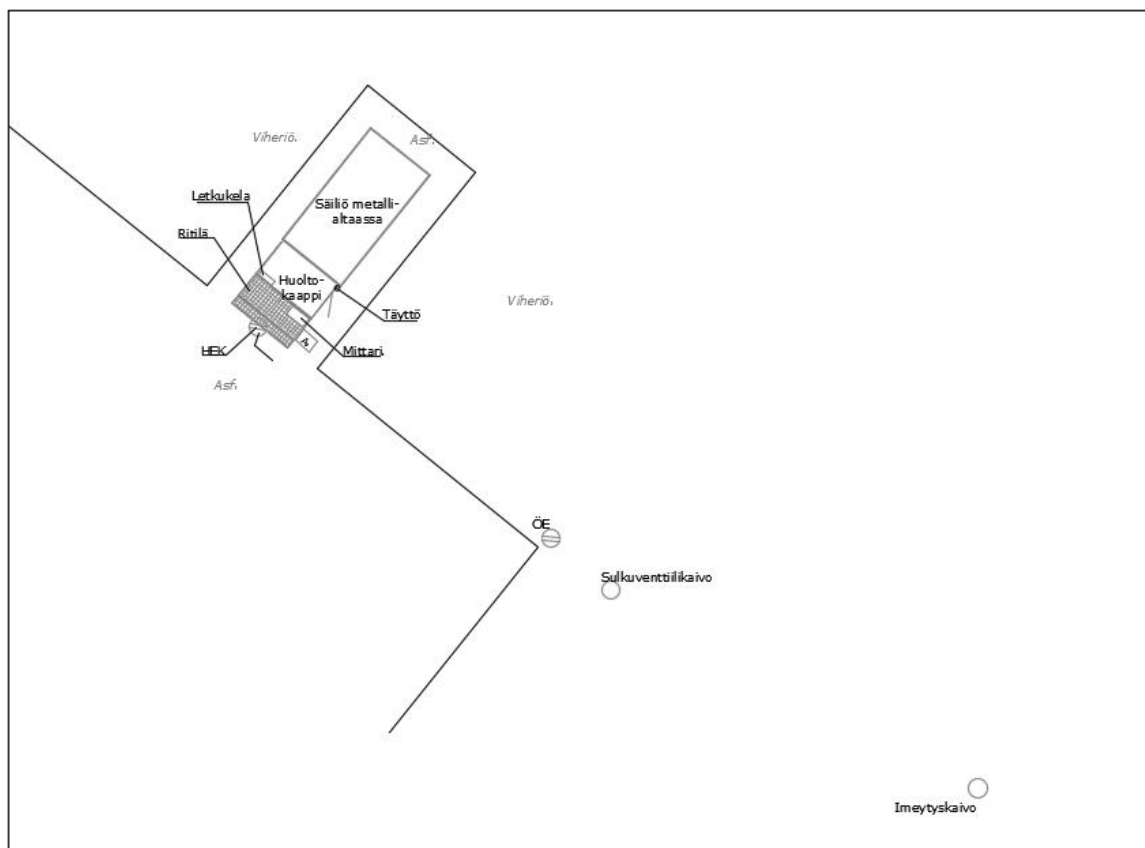 Viheriö.
Asf.
Letkukela
Säiliö metalli-
altaassa
Ritilä
Huolto-
kaappi
Viheriö.
Täyttö
HEK
Mittari.
A
Asf.
ÖE
Sulkuventtiilikaivo
Imeytyskaivo